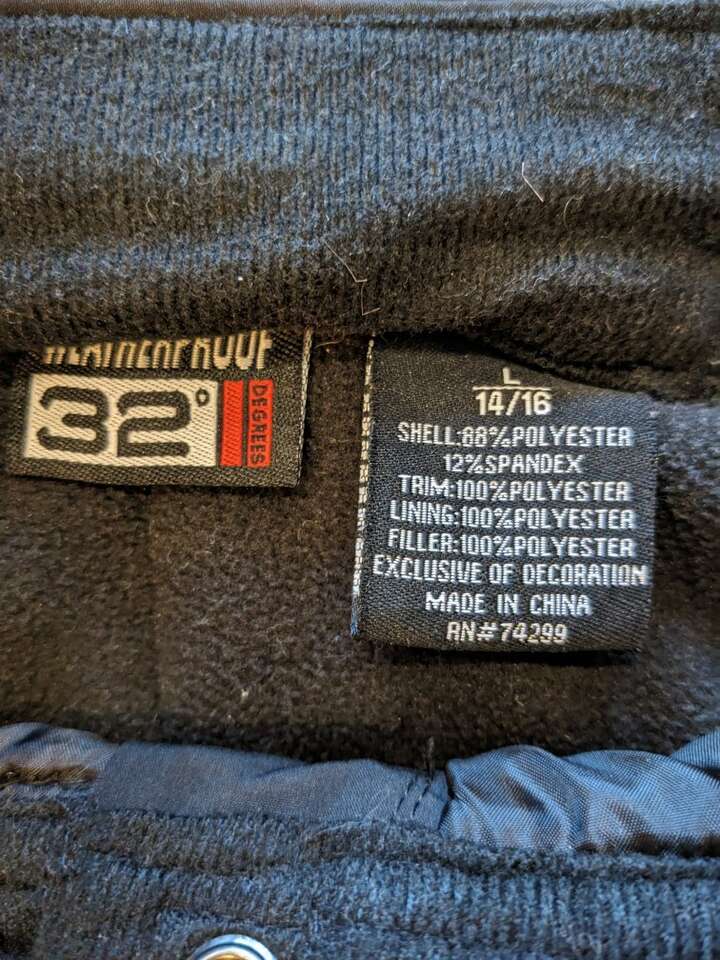 WEATHERPROOF
32°
DEGREES
L
14/16
SHELL:88%POLYESTER
12%SPANDEX
TRIM:100%POLYESTER
LINING:100%POLYESTER
FILLER:100%POLYESTER
EXCLUSIVE OF DECORATION
MADE IN CHINA
RN#74299